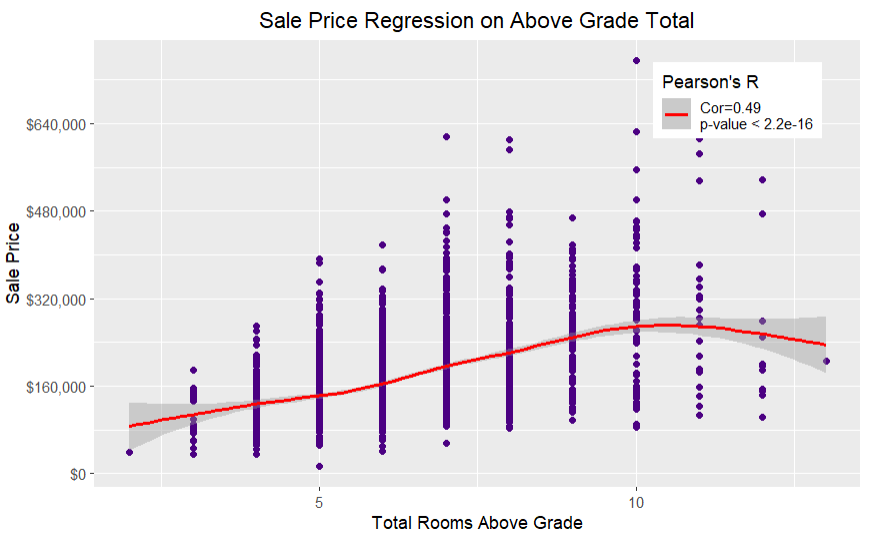 Sale Price Regression on Above Grade Total
Pearson's R
Cor=0.49
p-value < 2.2e-16
$640,000
$480,000
$320,000
$160,000
$0
Sale Price
5
10
Total Rooms Above Grade